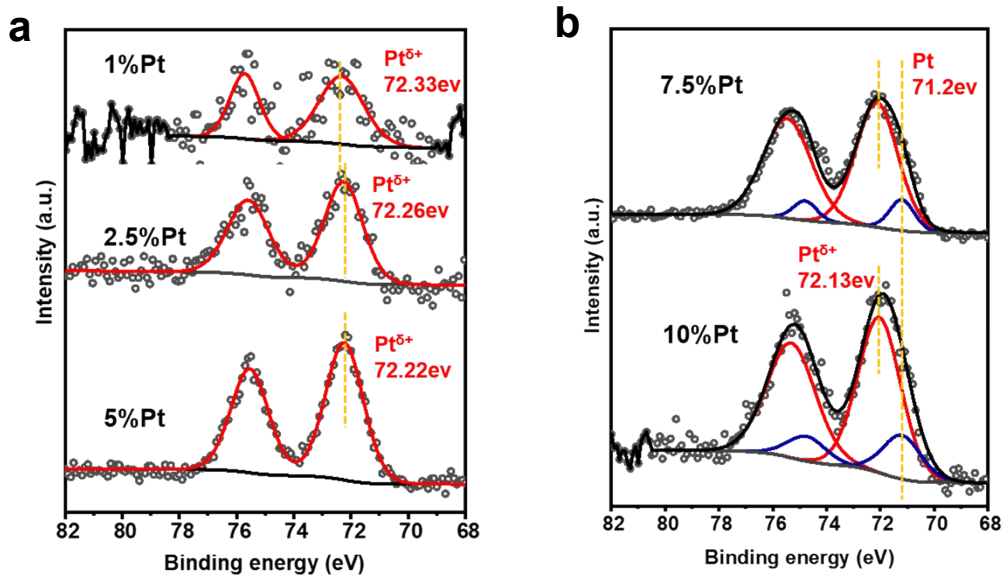 a
1%Pt
Ptδ+
72.33ev
2.5%Pt
Ptδ+
72.26ev
5%Pt
Ptδ+
72.22ev
Intensity (a.u.)
82 80 78 76 74 72 70 68
Binding energy (eV)
b
7.5%Pt
Pt
71.2ev
Ptδ+
72.13ev
10%Pt
Intensity (a.u.)
82 80 78 76 74 72 70 68
Binding energy (eV)